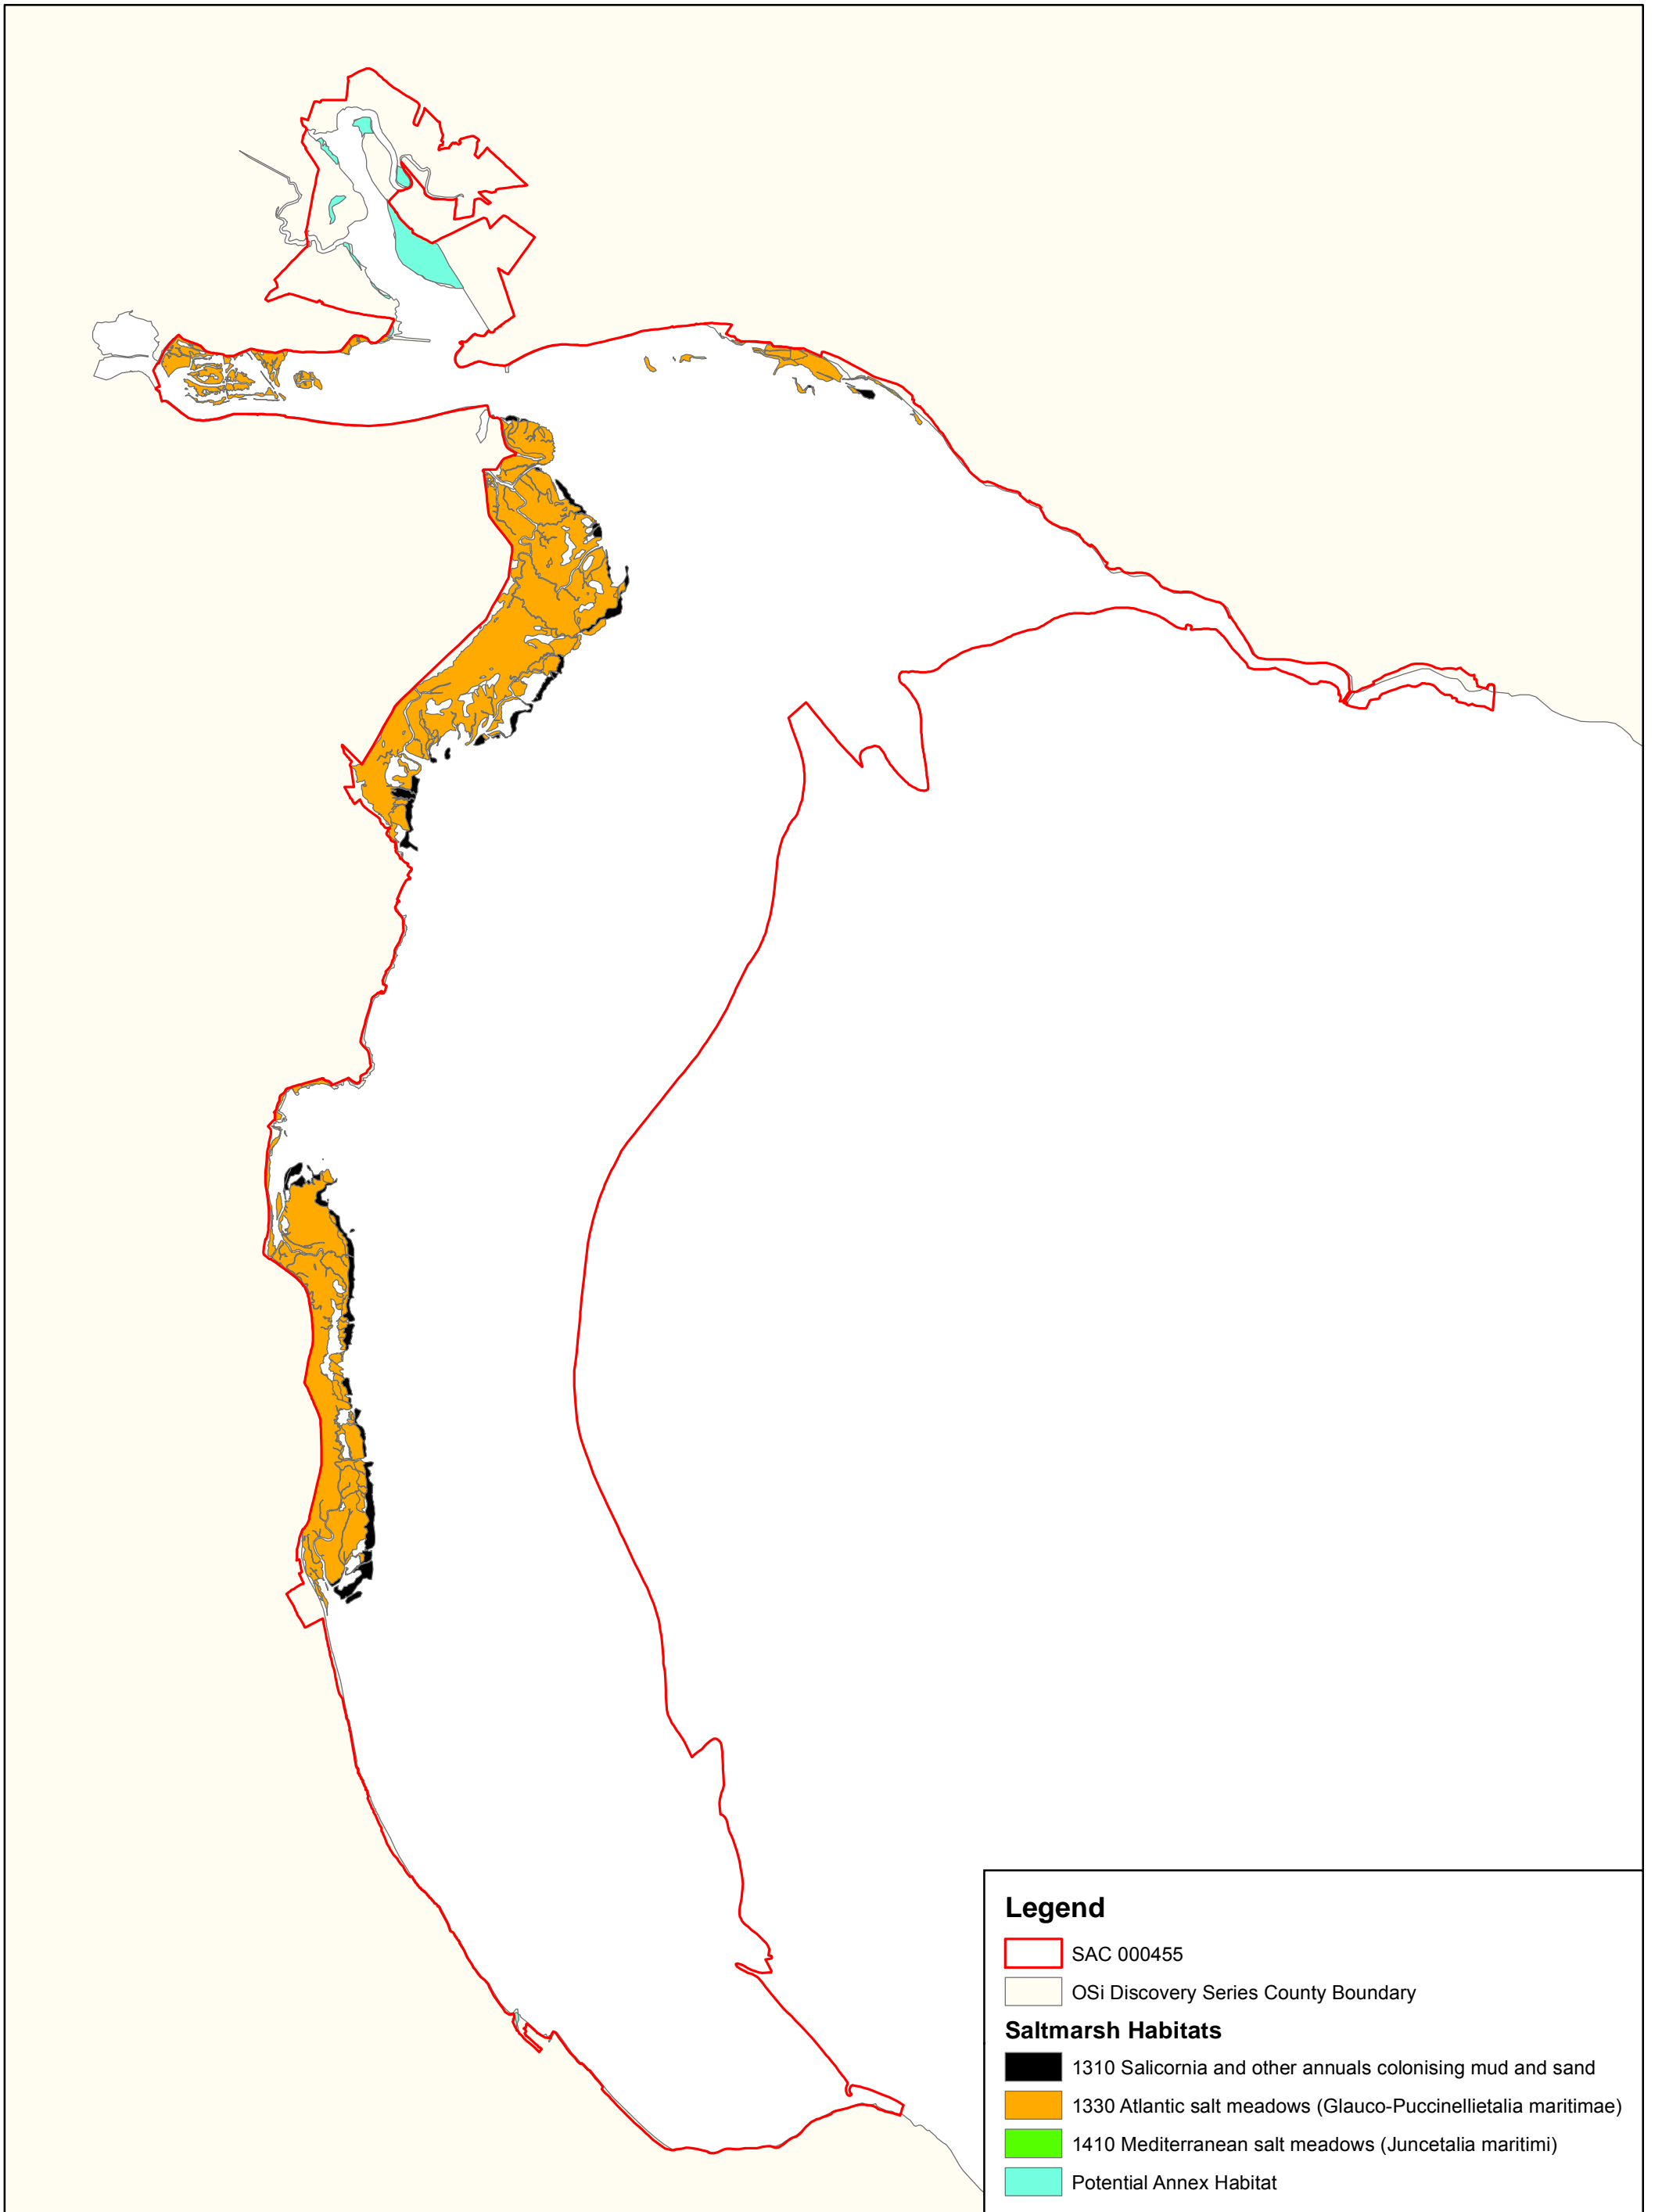 Legend
SAC 000455
OSi Discovery Series County Boundary
Saltmarsh Habitats
1310 Salicornia and other annuals colonising mud and sand
1330 Atlantic salt meadows (Glauco-Puccinellietalia maritimae)
1410 Mediterranean salt meadows (Juncetalia maritimi)
Potential Annex Habitat